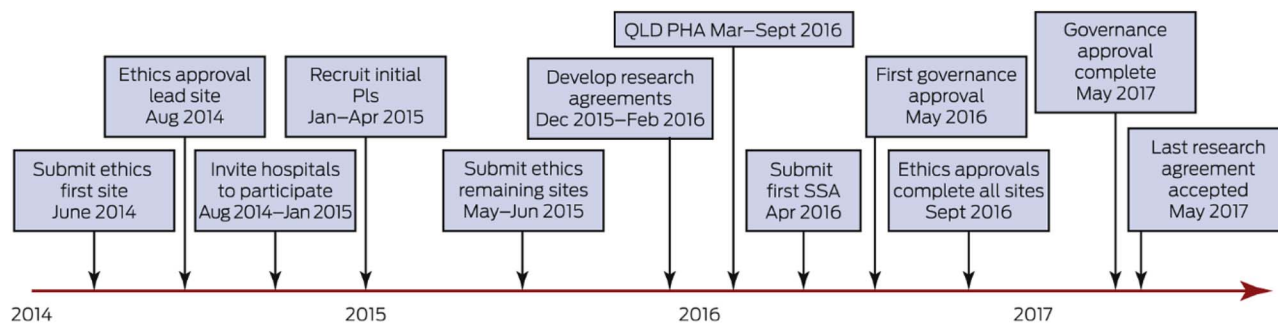 QLD PHA Mar–Sept 2016
Governance
approval
complete
May 2017
Ethics approval
lead site
Aug 2014
Recruit initial
PIs
Jan–Apr 2015
Develop research
agreements
Dec 2015–Feb 2016
First governance
approval
May 2016
Submit ethics
first site
June 2014
Invite hospitals
to participate
Aug 2014–Jan 2015
Submit ethics
remaining sites
May–Jun 2015
Submit
first SSA
Apr 2016
Ethics approvals
complete all sites
Sept 2016
Last research
agreement
accepted
May 2017
2014
2015
2016
2017